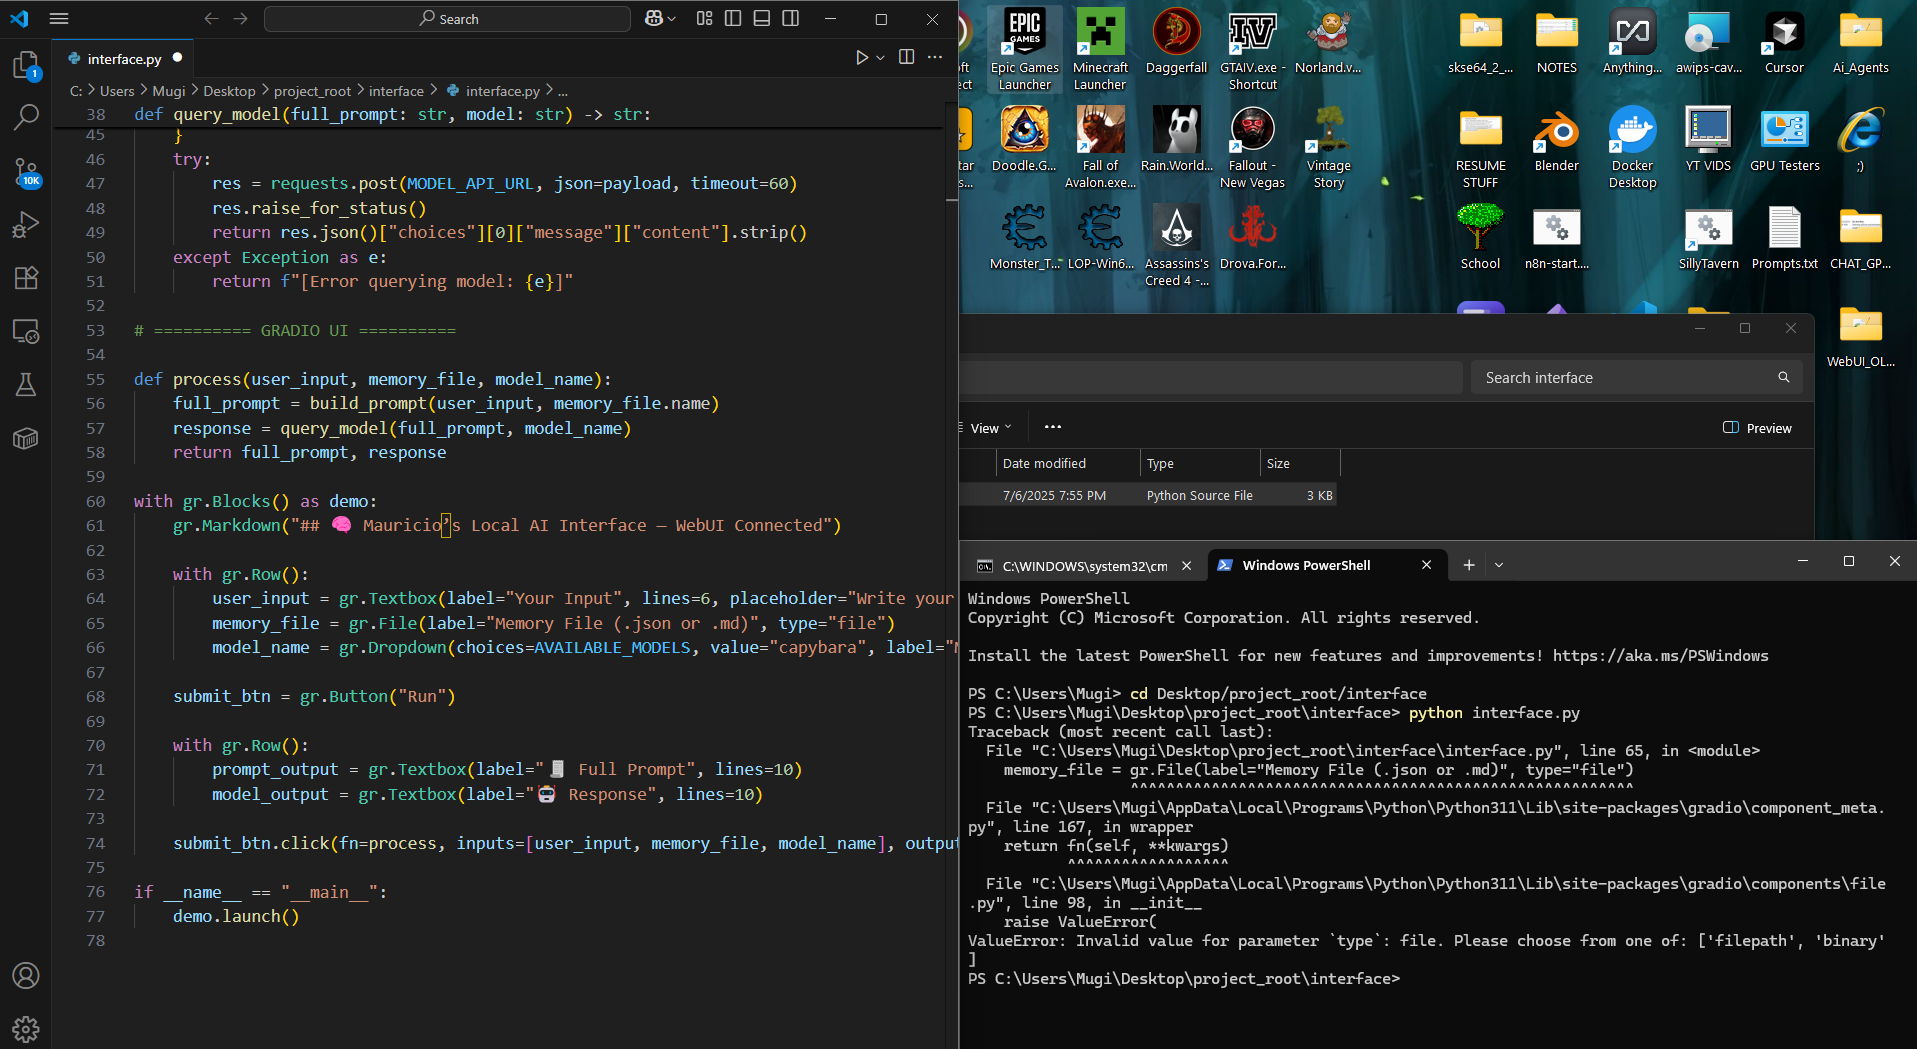 Search
interface.py
C: > Users > Mugi > Desktop > project_root > interface > interface.py > ...
38 def query_model(full_prompt: str, model: str) -> str:
45 }
46 try:
47 res = requests.post(MODEL_API_URL, json=payload, timeout=60)
48 res.raise_for_status()
49 return res.json()["choices"][0]["message"]["content"].strip()
50 except Exception as e:
51 return f"[Error querying model: {e}]"
52
53 # ========== GRADIO UI ==========
54
55 def process(user_input, memory_file, model_name):
56 full_prompt = build_prompt(user_input, memory_file.name)
57 response = query_model(full_prompt, model_name)
58 return full_prompt, response
59
60 with gr.Blocks() as demo:
61 gr.Markdown("## 🧠 Mauricio’s Local AI Interface — WebUI Connected")
62
63 with gr.Row():
64 user_input = gr.Textbox(label="Your Input", lines=6, placeholder="Write your
65 memory_file = gr.File(label="Memory File (.json or .md)", type="file")
66 model_name = gr.Dropdown(choices=AVAILABLE_MODELS, value="capybara", label="M
67
68 submit_btn = gr.Button("Run")
69
70 with gr.Row():
71 prompt_output = gr.Textbox(label="🧾 Full Prompt", lines=10)
72 model_output = gr.Textbox(label="🤖 Response", lines=10)
73
74 submit_btn.click(fn=process, inputs=[user_input, memory_file, model_name], output
75
76 if __name__ == "__main__":
77 demo.launch()
78
1
10K
EPIC
GAMES
IV
oft
ect
Epic Games
Launcher
Minecraft
Launcher
Daggerfall
GTAIV.exe -
Shortcut
Norland.v...
skse64_2_...
NOTES
Anything...
awips-cav...
Cursor
Ai_Agents
tar
s...
Doodle.G...
Fall of
Avalon.exe...
Rain.World...
Fallout -
New Vegas
Vintage
Story
RESUME
STUFF
Blender
Docker
Desktop
YT VIDS
GPU Testers
;)
Monster_T...
LOP-Win6...
Assassins's
Creed 4 -...
Drova.For...
School
n8n-start....
SillyTavern
Prompts.txt
CHAT_GP...
WebUI_OL...
Search interface
View
Preview
Date modified Type Size
7/6/2025 7:55 PM Python Source File 3 KB
C:\WINDOWS\system32\cm
Windows PowerShell
Windows PowerShell
Copyright (C) Microsoft Corporation. All rights reserved.
Install the latest PowerShell for new features and improvements! https://aka.ms/PSWindows
PS C:\Users\Mugi> cd Desktop/project_root/interface
PS C:\Users\Mugi\Desktop\project_root\interface> python interface.py
Traceback (most recent call last):
File "C:\Users\Mugi\Desktop\project_root\interface\interface.py", line 65, in <module>
memory_file = gr.File(label="Memory File (.json or .md)", type="file")
^^^^^^^^^^^^^^^^^^^^^^^^^^^^^^^^^^^^^^^^^^^^^^^^^^^^^^^^
File "C:\Users\Mugi\AppData\Local\Programs\Python\Python311\Lib\site-packages\gradio\component_meta.
py", line 167, in wrapper
return fn(self, **kwargs)
^^^^^^^^^^^^^^^^^^
File "C:\Users\Mugi\AppData\Local\Programs\Python\Python311\Lib\site-packages\gradio\components\file
.py", line 98, in __init__
raise ValueError(
ValueError: Invalid value for parameter `type`: file. Please choose from one of: ['filepath', 'binary'
]
PS C:\Users\Mugi\Desktop\project_root\interface>